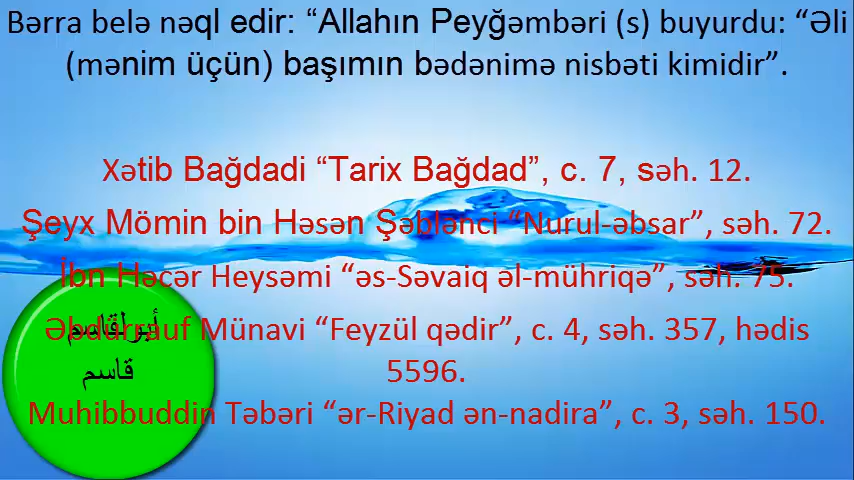 Bərra belə nəql edir: “Allahın Peyğəmbəri (s) buyurdu: “Əli
(mənim üçün) başımın bədənimə nisbəti kimidir”.
Xətib Bağdadi “Tarix Bağdad”, c. 7, səh. 12.
Şeyx Mömin bin Həsən Şəblənci “Nurul-əbsar”, səh. 72.
İbn Həcər Heysəmi “əs-Səvaiq əl-mühriqə”, səh. 75.
Əbdürrauf Münavi “Feyzül qədir”, c. 4, səh. 357, hədis
5596.
Muhibbuddin Təbəri “ər-Riyad ən-nadira”, c. 3, səh. 150.
أبولقاسم
قاسم